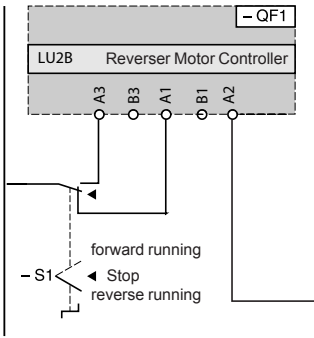 – QF1
LU2B Reverser Motor Controller
A3 B3 A1 B1 A2
forward running
– S1 Stop
reverse running